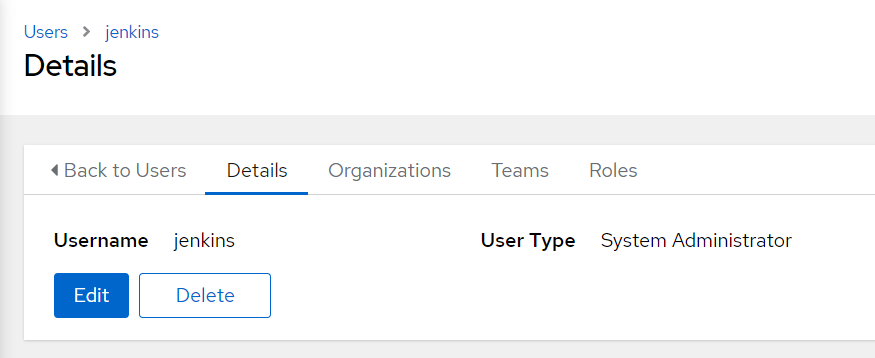 Users > jenkins
Details
Back to Users Details Organizations Teams Roles
Username jenkins User Type System Administrator
Edit Delete